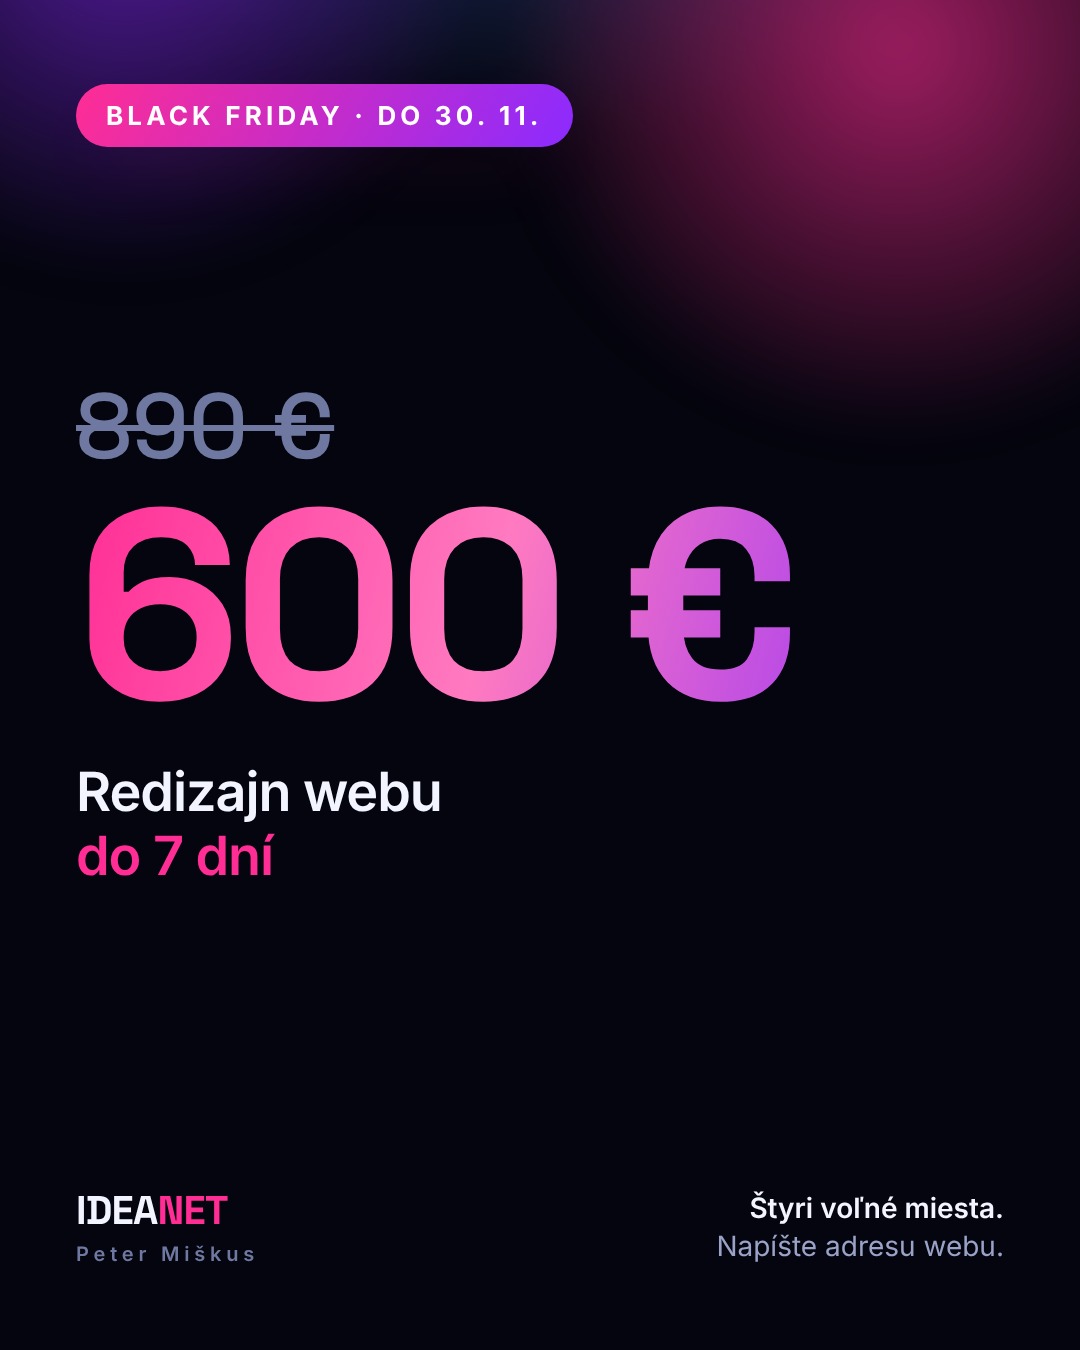 BLACK FRIDAY · DO 30. 11.
890 €
600 €
Redizajn webu
do 7 dní
IDEANET
Peter Miškus
Štyri voľné miesta.
Napíšte adresu webu.